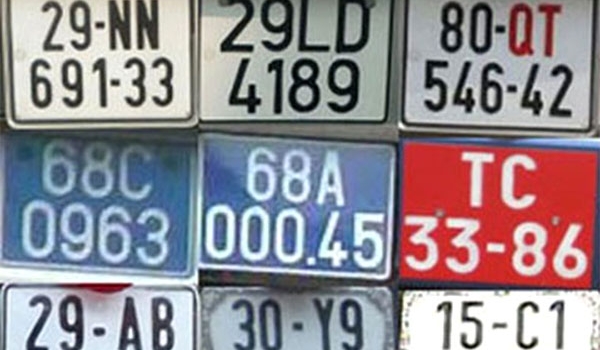 29-NN
691-33
29LD
4189
80-QT
546-42
68C
0963
68A
000.45
TC
33-86
29-AB
30-Y9
15-C1